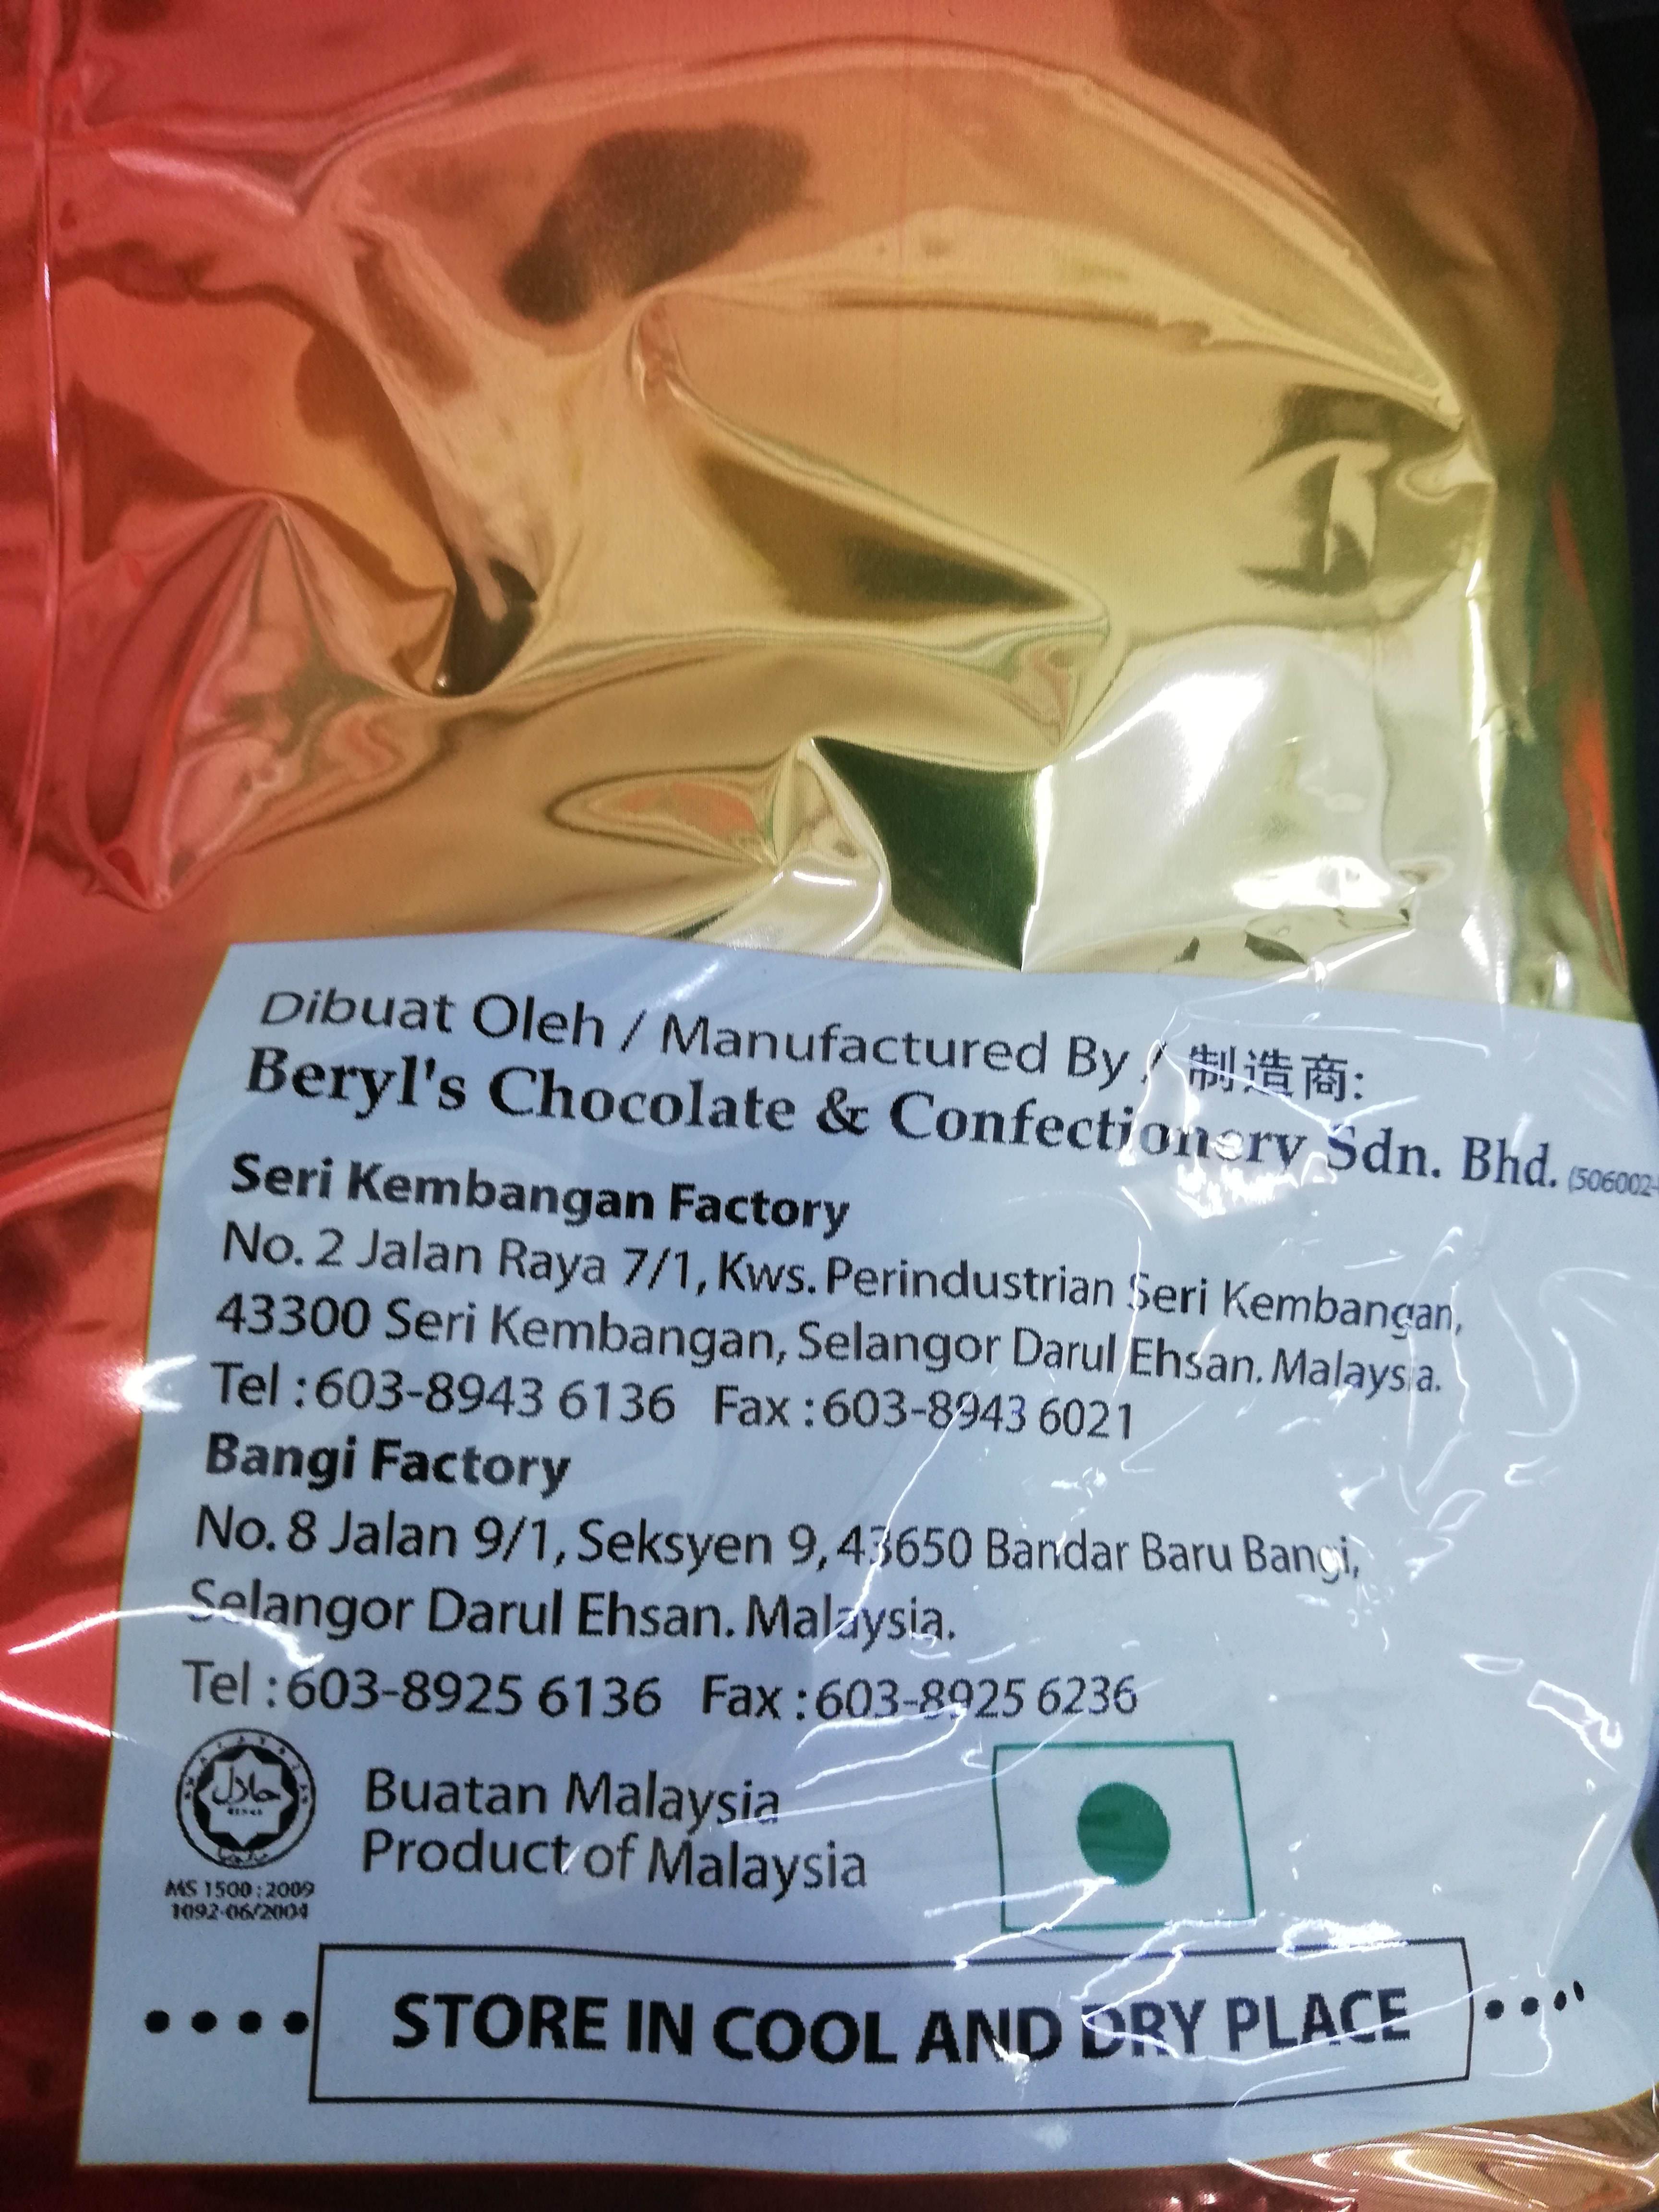 Dibuat Oleh / Manufactured By / 制造商:
Beryl's Chocolate & Confectionery Sdn. Bhd. (506002-
Seri Kembangan Factory
No. 2 Jalan Raya 7/1, Kws. Perindustrian Seri Kembangan,
43300 Seri Kembangan, Selangor Darul Ehsan. Malaysia.
Tel : 603-8943 6136 Fax : 603-8943 6021
Bangi Factory
No. 8 Jalan 9/1, Seksyen 9, 43650 Bandar Baru Bangi,
Selangor Darul Ehsan. Malaysia.
Tel : 603-8925 6136 Fax : 603-8925 6236
حلال
MS 1500 : 2009
1092-06/2004
Buatan Malaysia
Product of Malaysia
STORE IN COOL AND DRY PLACE